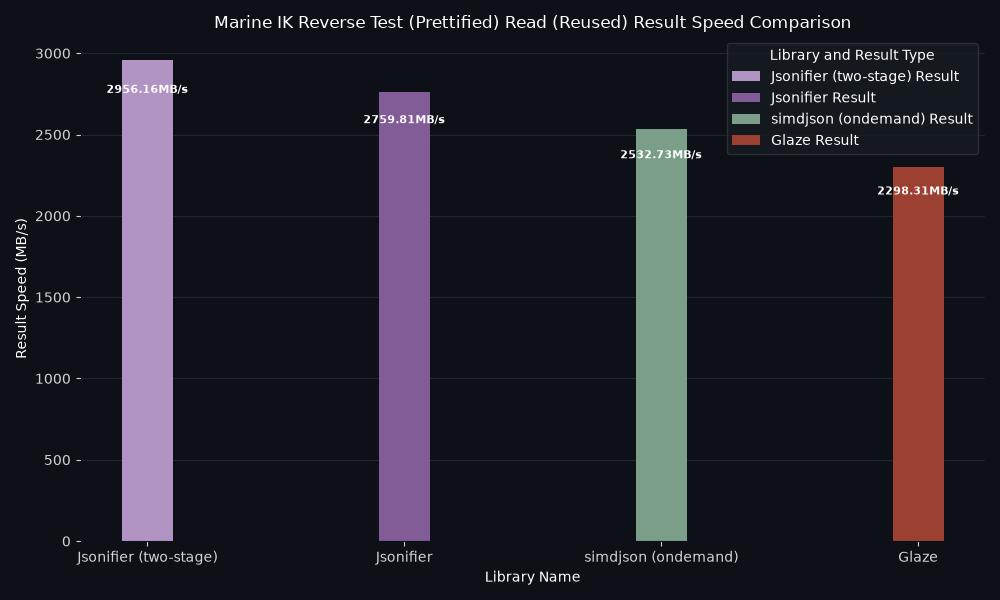 Marine IK Reverse Test (Prettified) Read (Reused) Result Speed Comparison
Library and Result Type
Jsonifier (two-stage) Result
Jsonifier Result
simdjson (ondemand) Result
Glaze Result
Result Speed (MB/s)
3000
2500
2000
1500
1000
500
0
2956.16MB/s
2759.81MB/s
2532.73MB/s
2298.31MB/s
Jsonifier (two-stage)
Jsonifier
simdjson (ondemand)
Glaze
Library Name